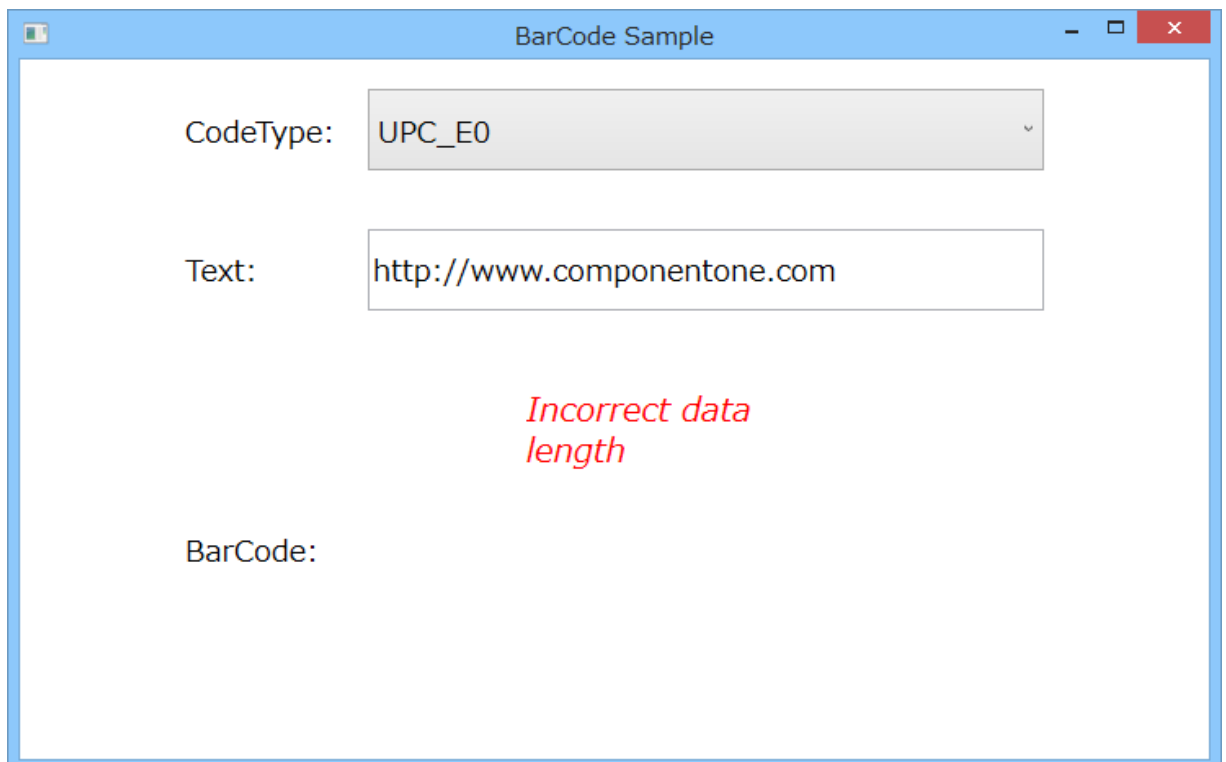 BarCode Sample
CodeType: UPC_E0
Text: http://www.componentone.com
Incorrect data
length
BarCode: